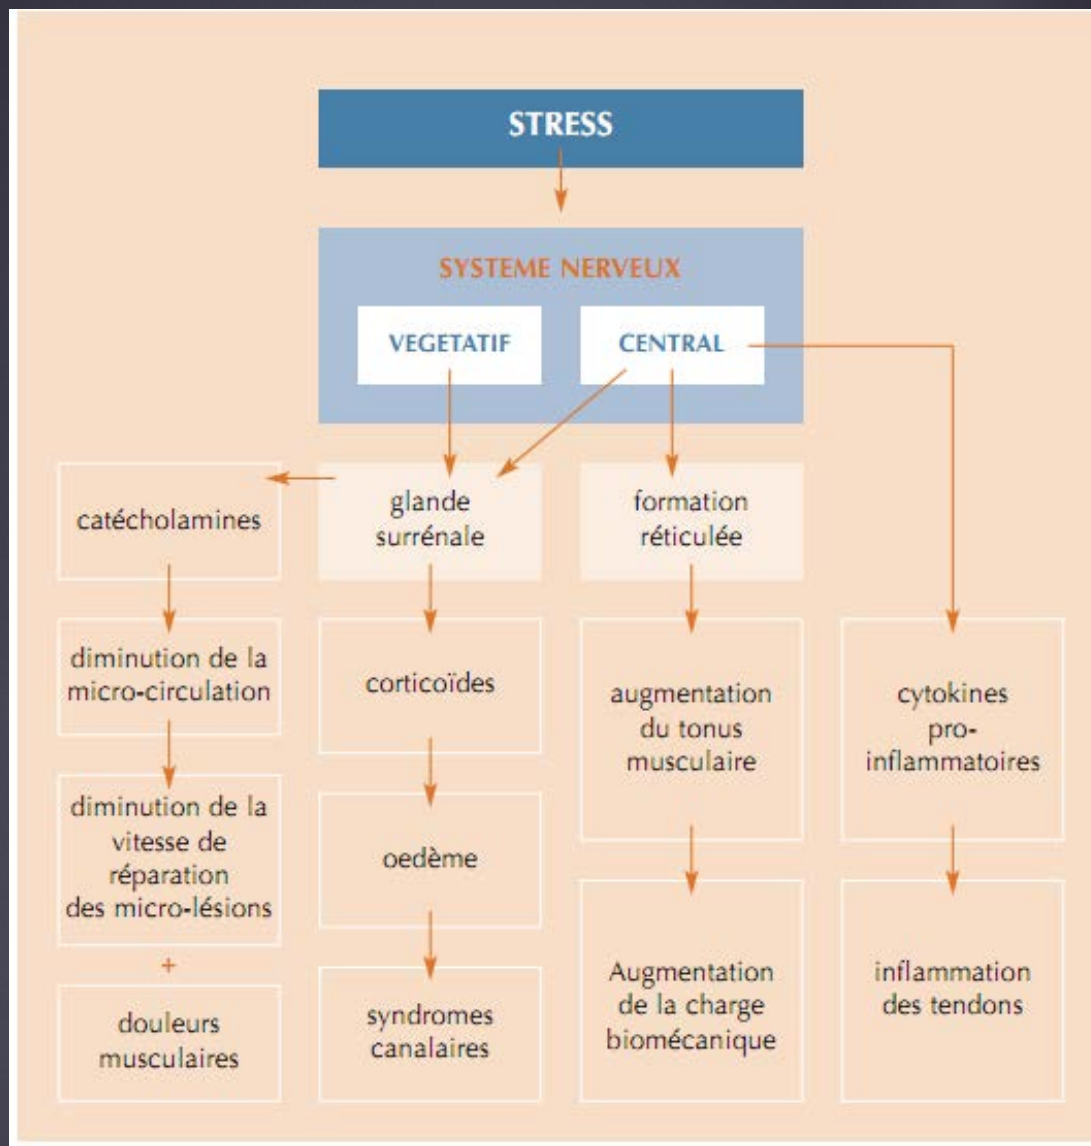 STRESS
SYSTEME NERVEUX
VEGETATIF
CENTRAL
catécholamines
glande
surrénale
formation
réticulée
diminution de la
micro-circulation
corticoïdes
augmentation
du tonus
musculaire
cytokines
pro-
inflammatoires
diminution de la
vitesse de
réparation
des micro-lésions
oedème
+
douleurs
musculaires
syndromes
canalaires
Augmentation
de la charge
biomécanique
inflammation
des tendons